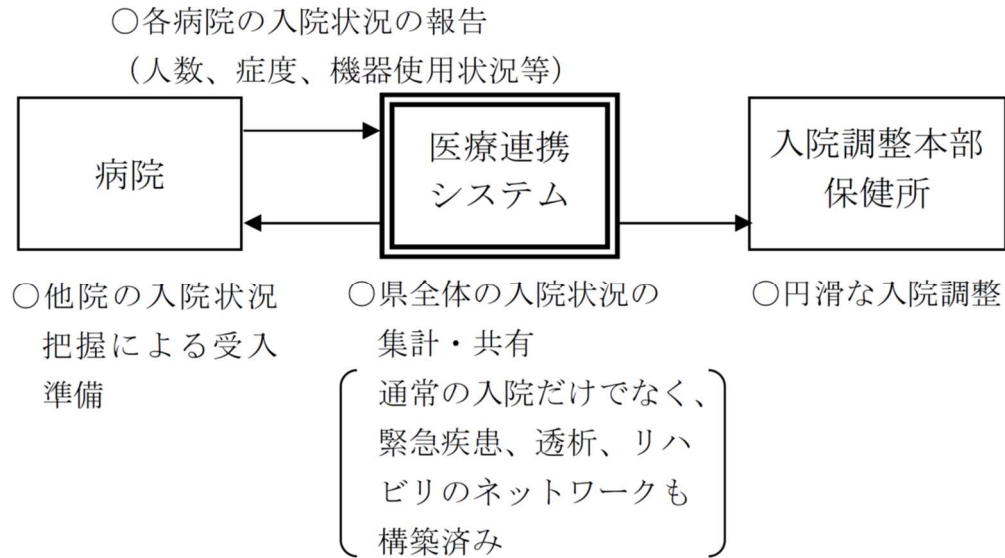 ○各病院の入院状況の報告
（人数、症度、機器使用状況等）
病院
医療連携
システム
入院調整本部
保健所
○他院の入院状況
把握による受入
準備
○県全体の入院状況の
集計・共有
通常の入院だけでなく、
緊急疾患、透析、リハ
ビリのネットワークも
構築済み
○円滑な入院調整